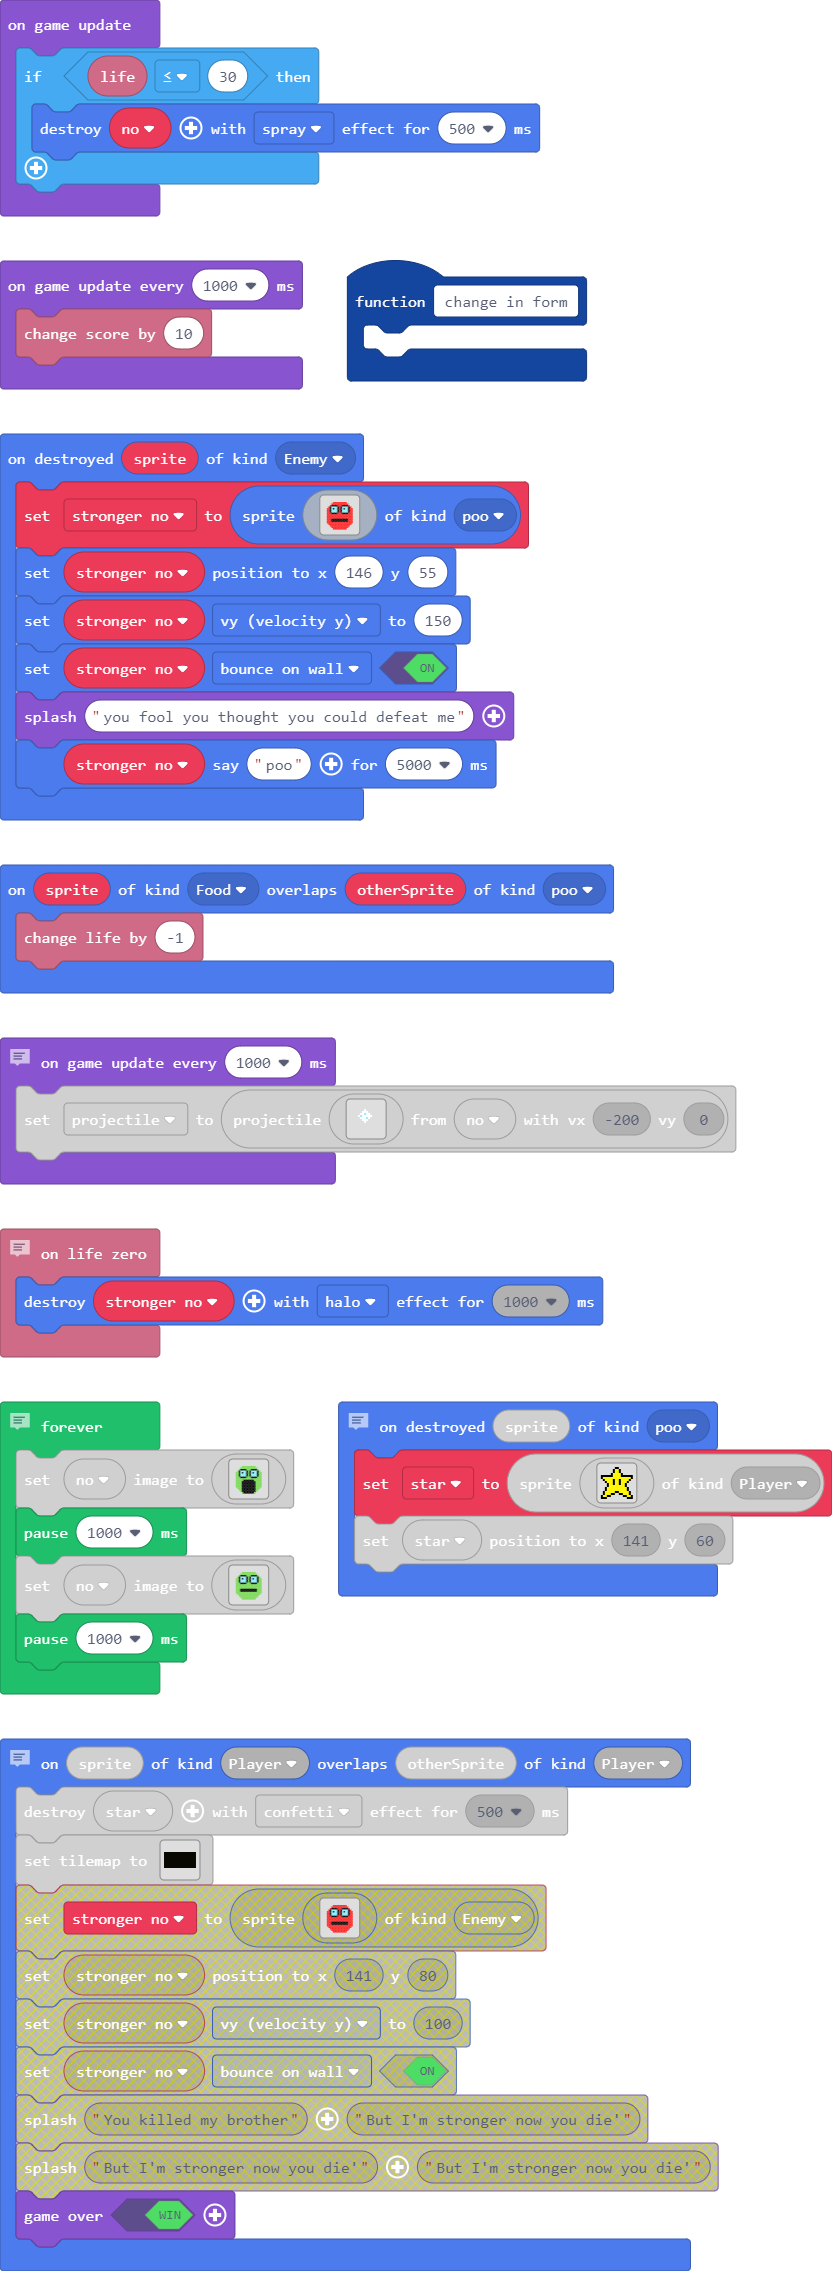 on game update
if life ≤ 30 then
destroy no with spray effect for 500 ms
on game update every 1000 ms
change score by 10
function change in form
on destroyed sprite of kind Enemy
set stronger no to sprite of kind poo
set stronger no position to x 146 y 55
set stronger no vy (velocity y) to 150
set stronger no bounce on wall ON
splash "you fool you thought you could defeat me"
stronger no say "poo" for 5000 ms
on sprite of kind Food overlaps otherSprite of kind poo
change life by -1
on game update every 1000 ms
set projectile to projectile from no with vx -200 vy 0
on life zero
destroy stronger no with halo effect for 1000 ms
forever
set no image to
pause 1000 ms
set no image to
pause 1000 ms
on destroyed sprite of kind poo
set star to sprite of kind Player
set star position to x 141 y 60
on sprite of kind Player overlaps otherSprite of kind Player
destroy star with confetti effect for 500 ms
set tilemap to
set stronger no to sprite of kind Enemy
set stronger no position to x 141 y 80
set stronger no vy (velocity y) to 100
set stronger no bounce on wall ON
splash "You killed my brother" "But I'm stronger now you die'"
splash "But I'm stronger now you die'" "But I'm stronger now you die'"
game over WIN